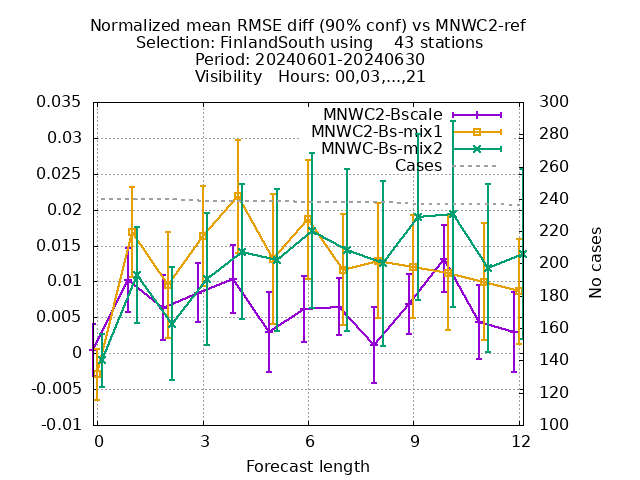 Normalized mean RMSE diff (90% conf) vs MNWC2-ref
Selection: FinlandSouth using 43 stations
Period: 20240601-20240630
Visibility Hours: 00,03,...,21
MNWC2-Bscale
MNWC2-Bs-mix1
MNWC-Bs-mix2
Cases
0.035
0.03
0.025
0.02
0.015
0.01
0.005
0
-0.005
-0.01
300
280
260
240
220
200
180
160
140
120
100
No cases
0 3 6 9 12
Forecast length